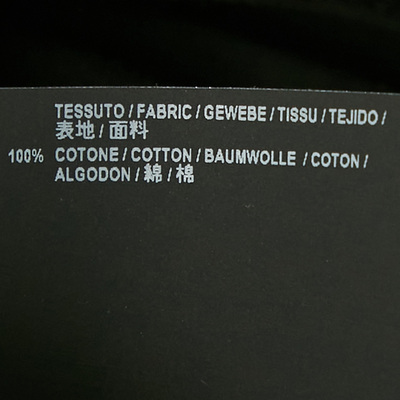 TESSUTO / FABRIC / GEWEBE / TISSU / TEJIDO /
表地 / 面料
100% COTONE / COTTON / BAUMWOLLE / COTON /
ALGODON / 綿 / 棉